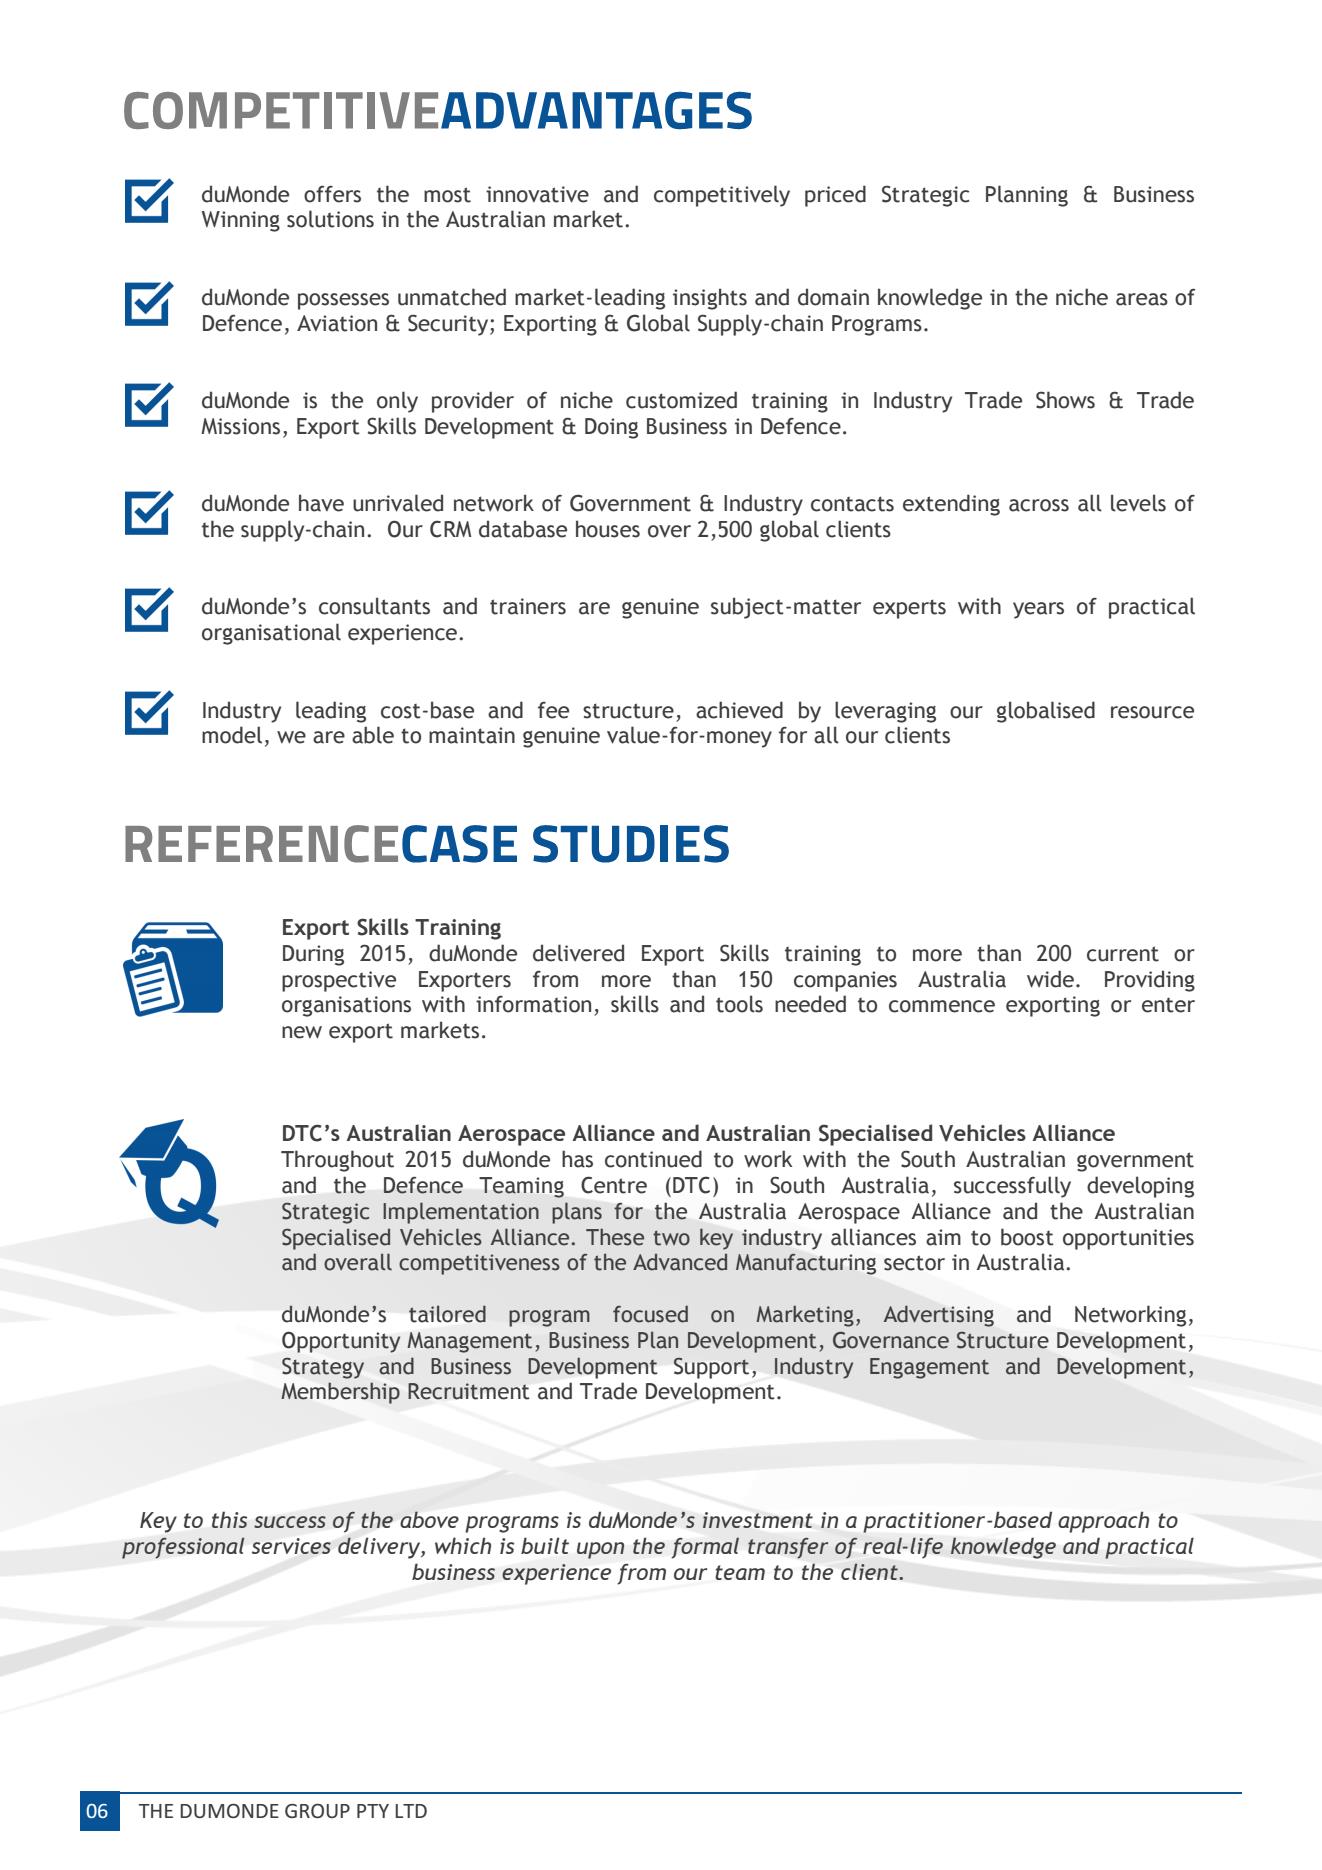 COMPETITIVEADVANTAGES
duMonde offers the most innovative and competitively priced Strategic Planning & Business
Winning solutions in the Australian market.
duMonde possesses unmatched market-leading insights and domain knowledge in the niche areas of
Defence, Aviation & Security; Exporting & Global Supply-chain Programs.
duMonde is the only provider of niche customized training in Industry Trade Shows & Trade
Missions, Export Skills Development & Doing Business in Defence.
duMonde have unrivaled network of Government & Industry contacts extending across all levels of
the supply-chain.  Our CRM database houses over 2,500 global clients
duMonde’s consultants and trainers are genuine subject-matter experts with years of practical
organisational experience.
Industry leading cost-base and fee structure, achieved by leveraging our globalised resource
model, we are able to maintain genuine value-for-money for all our clients
REFERENCECASE STUDIES
Export Skills Training
During 2015, duMonde delivered Export Skills training to more than 200 current or
prospective Exporters from more than 150 companies Australia wide. Providing
organisations with information, skills and tools needed to commence exporting or enter
new export markets.
DTC’s Australian Aerospace Alliance and Australian Specialised Vehicles Alliance
Throughout 2015 duMonde has continued to work with the South Australian government
and the Defence Teaming Centre (DTC) in South Australia, successfully developing
Strategic Implementation plans for the Australia Aerospace Alliance and the Australian
Specialised Vehicles Alliance. These two key industry alliances aim to boost opportunities
and overall competitiveness of the Advanced Manufacturing sector in Australia.
duMonde’s tailored program focused on Marketing, Advertising and Networking,
Opportunity Management, Business Plan Development, Governance Structure Development,
Strategy and Business Development Support, Industry Engagement and Development,
Membership Recruitment and Trade Development.
Key to this success of the above programs is duMonde’s investment in a practitioner-based approach to
professional services delivery, which is built upon the formal transfer of real-life knowledge and practical
business experience from our team to the client.
06 THE DUMONDE GROUP PTY LTD